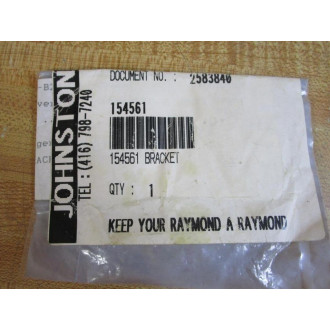 JOHNSTON
TEL: (416) 798-7240
DOCUMENT NO. : 2583840
154561
154561 BRACKET
QTY : 1
KEEP YOUR RAYMOND A RAYMOND